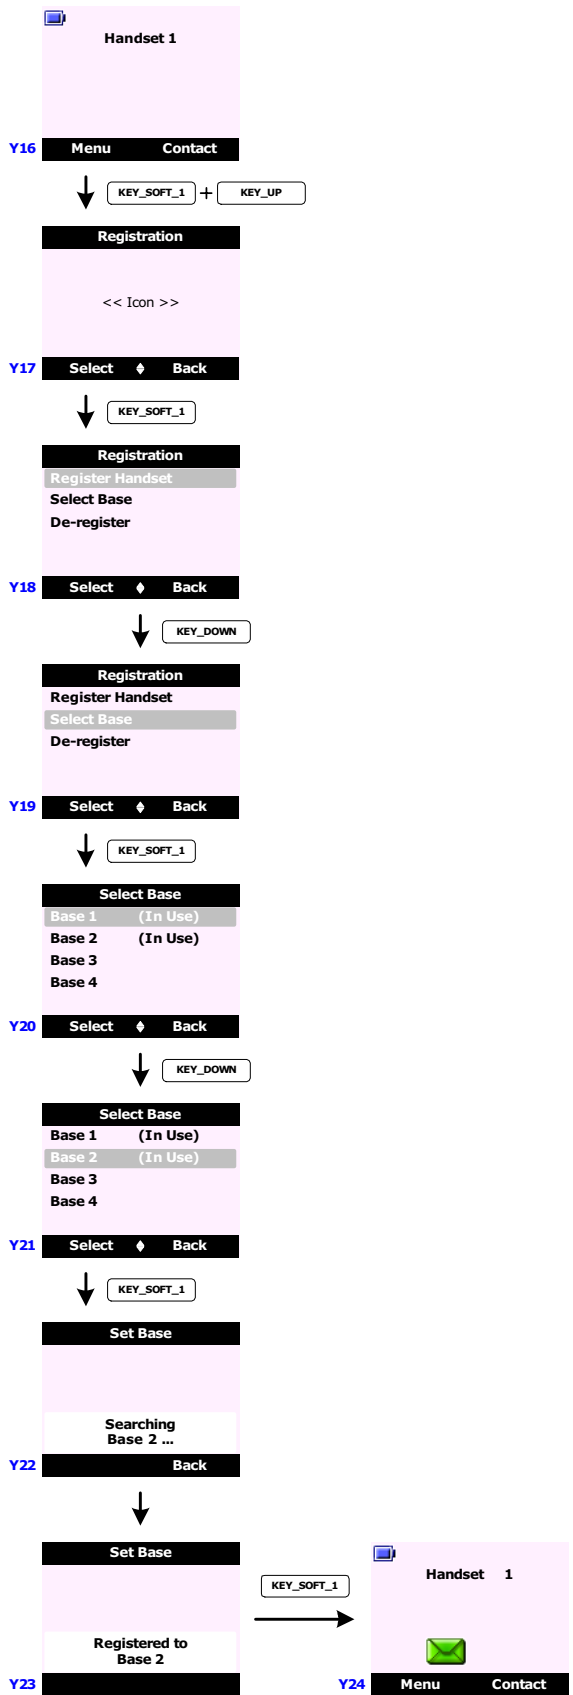 Handset 1
Y16 Menu Contact
KEY_SOFT_1 + KEY_UP
Registration
<< Icon >>
Y17 Select Back
KEY_SOFT_1
Registration
Register Handset
Select Base
De-register
Y18 Select Back
KEY_DOWN
Registration
Register Handset
Select Base
De-register
Y19 Select Back
KEY_SOFT_1
Select Base
Base 1 (In Use)
Base 2 (In Use)
Base 3
Base 4
Y20 Select Back
KEY_DOWN
Select Base
Base 1 (In Use)
Base 2 (In Use)
Base 3
Base 4
Y21 Select Back
KEY_SOFT_1
Set Base
Searching
Base 2 ...
Y22 Back
Set Base
Registered to
Base 2
Y23
KEY_SOFT_1
Handset 1
Y24 Menu Contact